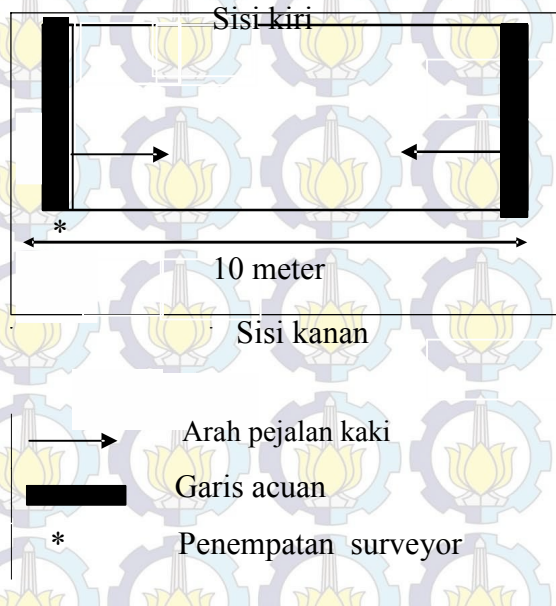 Sisi kiri
*
10 meter
Sisi kanan
Arah pejalan kaki
Garis acuan
* Penempatan surveyor